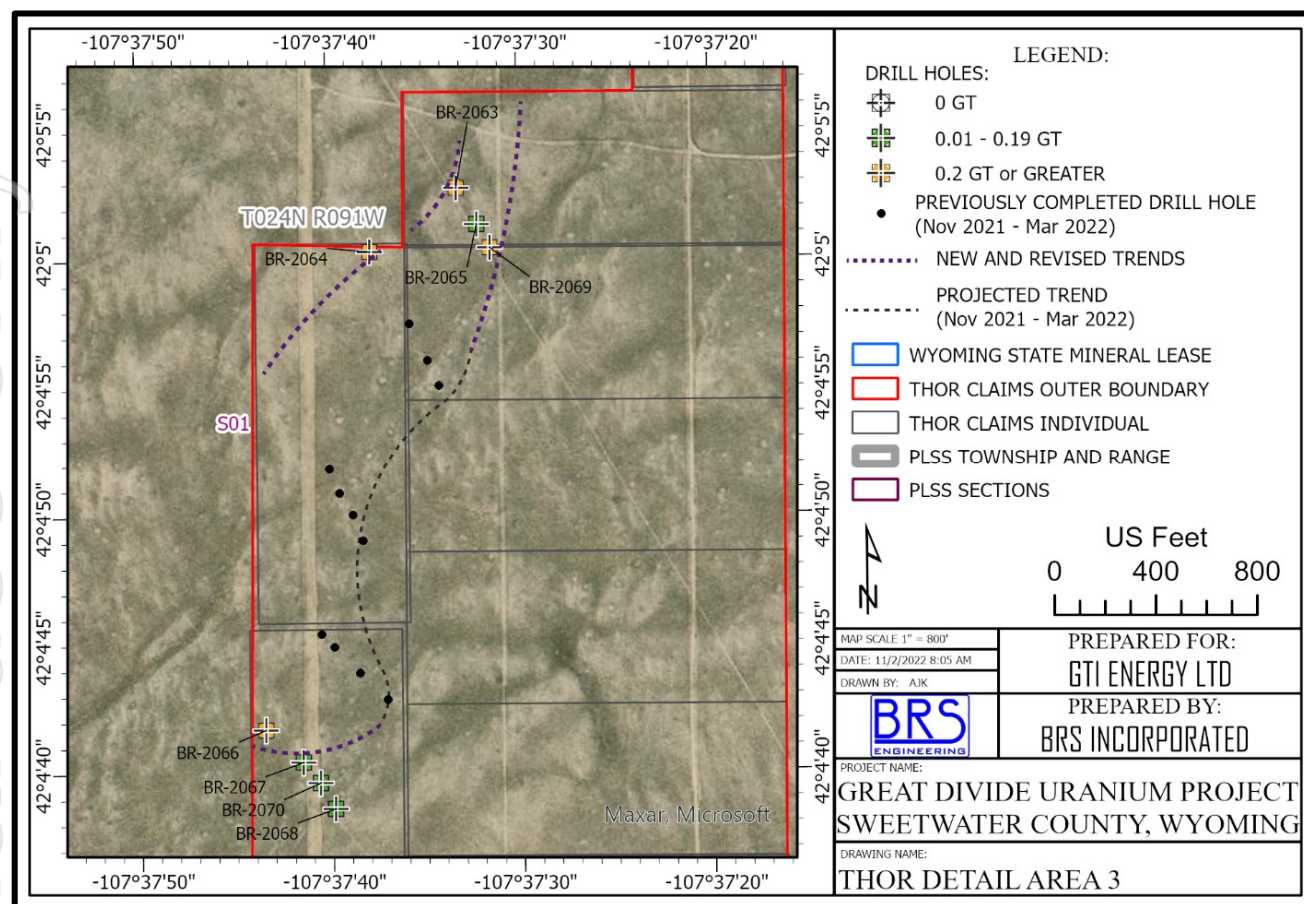 -107°37'50" -107°37'40" -107°37'30" -107°37'20"
42°5'5"
42°5'
42°4'55"
42°4'50"
42°4'45"
42°4'40"
BR-2063
T024N R091W
BR-2064
BR-2065
BR-2069
S01
BR-2066
BR-2067
BR-2070
BR-2068
Maxar, Microsoft
42°5'5"
42°5'
42°4'55"
42°4'50"
42°4'45"
42°4'40"
-107°37'50" -107°37'40" -107°37'30" -107°37'20"
LEGEND:
DRILL HOLES:
0 GT
0.01 - 0.19 GT
0.2 GT or GREATER
PREVIOUSLY COMPLETED DRILL HOLE
(Nov 2021 - Mar 2022)
NEW AND REVISED TRENDS
PROJECTED TREND
(Nov 2021 - Mar 2022)
WYOMING STATE MINERAL LEASE
THOR CLAIMS OUTER BOUNDARY
THOR CLAIMS INDIVIDUAL
PLSS TOWNSHIP AND RANGE
PLSS SECTIONS
N
US Feet
0 400 800
MAP SCALE 1" = 800'
DATE: 11/2/2022 8:05 AM
DRAWN BY: AJK
PREPARED FOR:
GTI ENERGY LTD
BRS
ENGINEERING
PREPARED BY:
BRS INCORPORATED
PROJECT NAME:
GREAT DIVIDE URANIUM PROJECT
SWEETWATER COUNTY, WYOMING
DRAWING NAME:
THOR DETAIL AREA 3